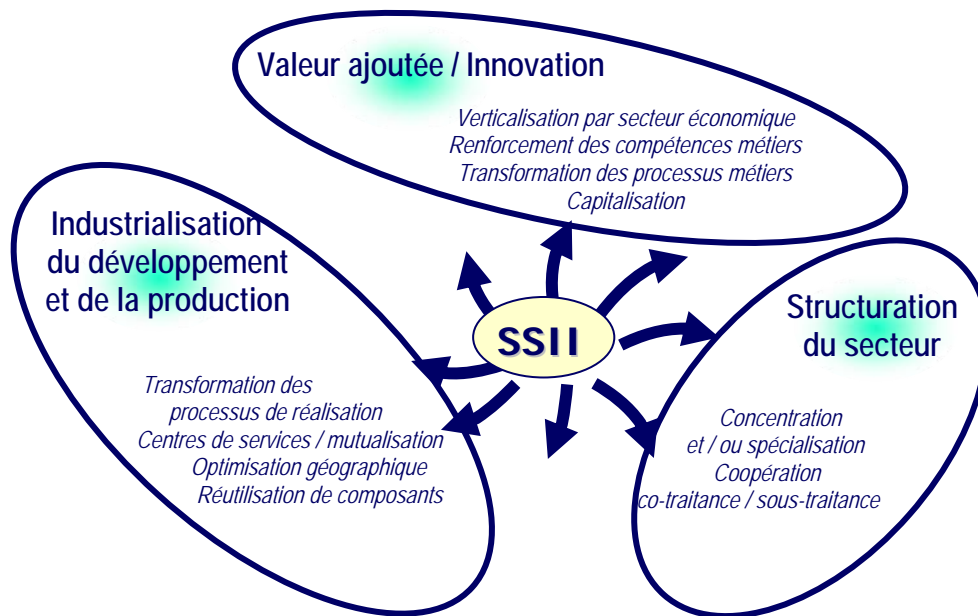 Valeur ajoutée / Innovation
Verticalisation par secteur économique
Renforcement des compétences métiers
Transformation des processus métiers
Capitalisation
Industrialisation
du développement
et de la production
Transformation des
processus de réalisation
Centres de services / mutualisation
Optimisation géographique
Réutilisation de composants
SSII
Structuration
du secteur
Concentration
et / ou spécialisation
Coopération
co-traitance / sous-traitance